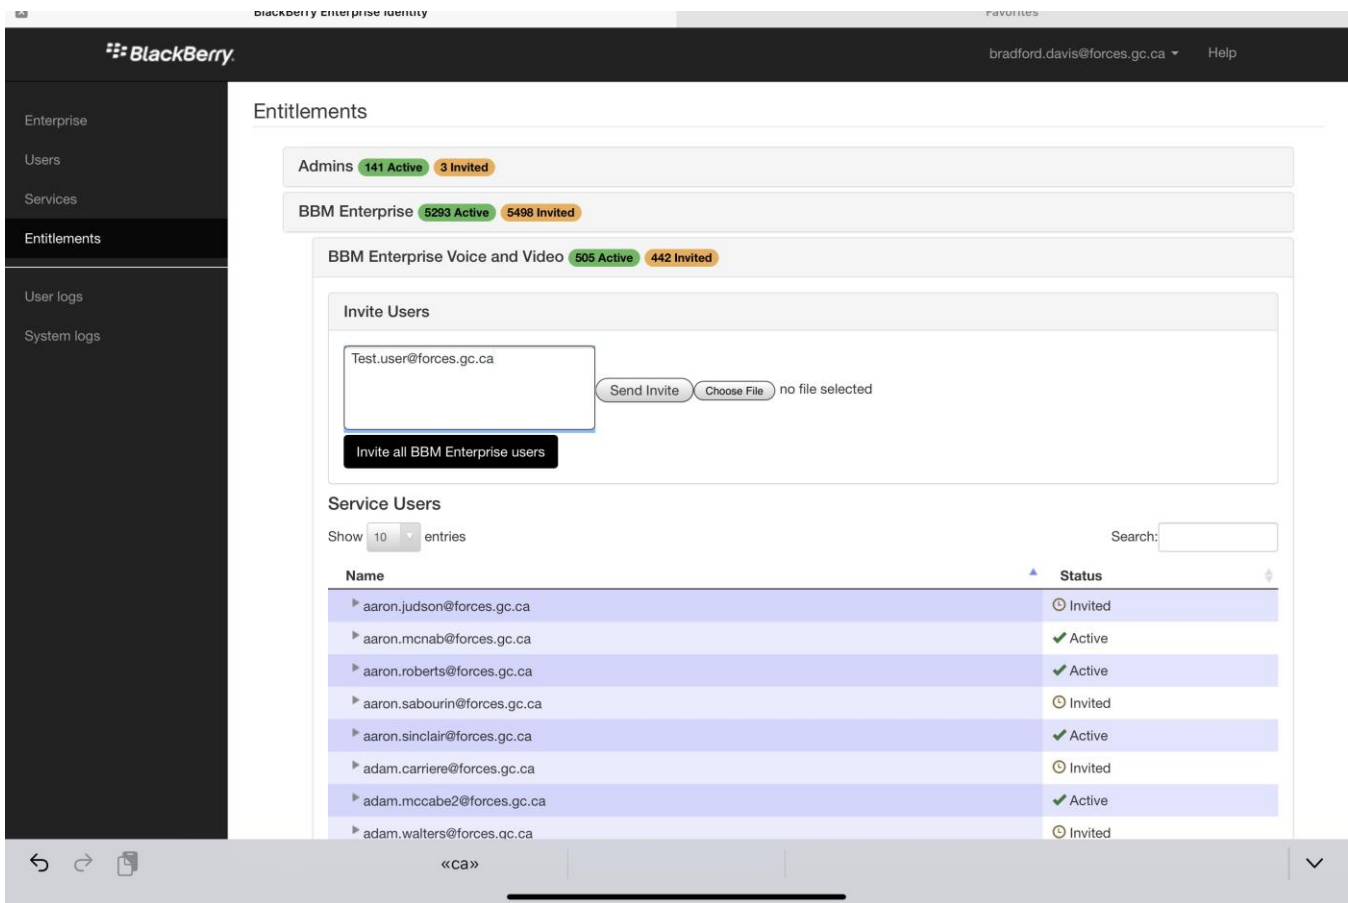 BlackBerry Enterprise Identity
Favorites
BlackBerry.
bradford.davis@forces.gc.ca
Help
Enterprise
Users
Services
Entitlements
User logs
System logs
Entitlements
Admins 141 Active 3 Invited
BBM Enterprise 5293 Active 5498 Invited
BBM Enterprise Voice and Video 505 Active 442 Invited
Invite Users
Test.user@forces.gc.ca
Send Invite Choose File no file selected
Invite all BBM Enterprise users
Service Users
Show 10 entries Search:
Name Status
aaron.judson@forces.gc.ca Invited
aaron.mcnab@forces.gc.ca Active
aaron.roberts@forces.gc.ca Active
aaron.sabourin@forces.gc.ca Invited
aaron.sinclair@forces.gc.ca Active
adam.carriere@forces.gc.ca Invited
adam.mccabe2@forces.gc.ca Active
adam.walters@forces.gc.ca Invited
«ca»